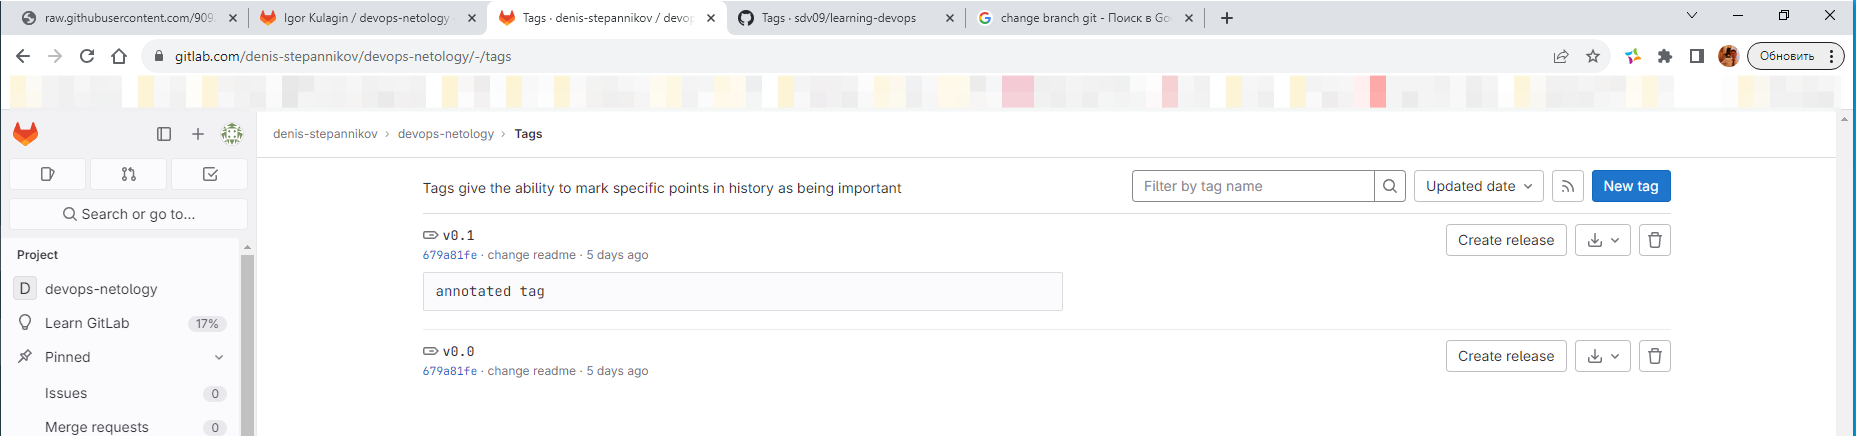 raw.githubusercontent.com/909
Igor Kulagin / devops-netology
Tags · denis-stepannikov / devop
Tags · sdv09/learning-devops
change branch git - Поиск в Goo
gitlab.com/denis-stepannikov/devops-netology/-/tags
Обновить
denis-stepannikov › devops-netology › Tags
Tags give the ability to mark specific points in history as being important
Filter by tag name
Updated date
New tag
Search or go to...
v0.1
Create release
679a81fe · change readme · 5 days ago
Project
annotated tag
D devops-netology
Learn GitLab 17%
v0.0
Create release
Pinned
679a81fe · change readme · 5 days ago
Issues 0
Merge requests 0